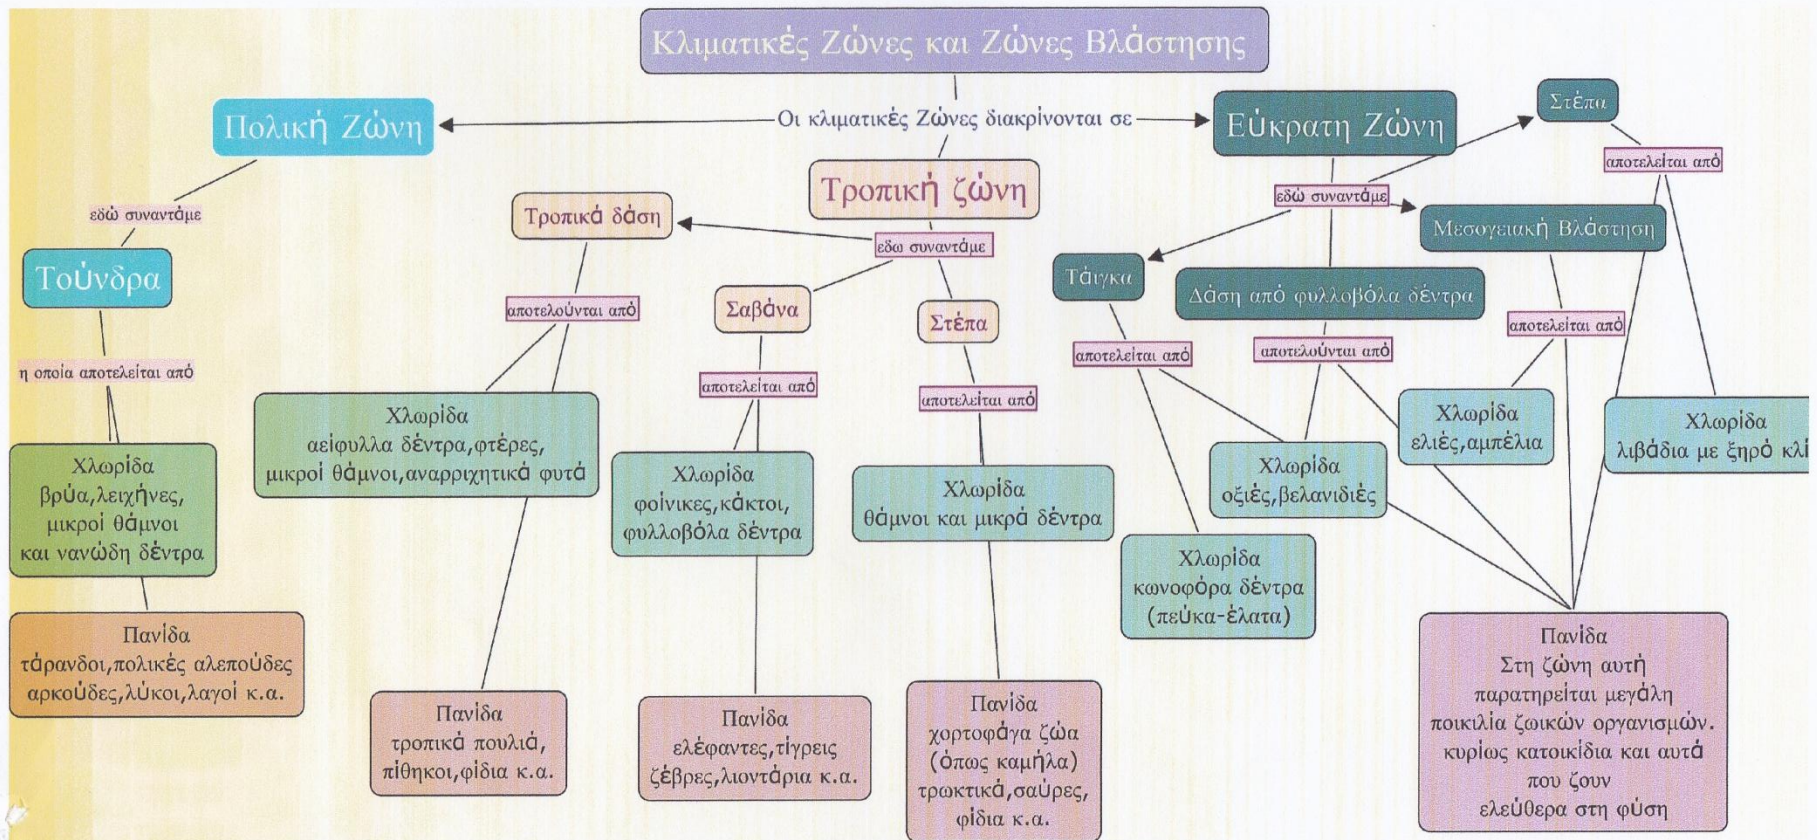 Κλιματικές Ζώνες και Ζώνες Βλάστησης
Οι κλιματικές Ζώνες διακρίνονται σε
Πολική Ζώνη
εδώ συναντάμε
Τούνδρα
η οποία αποτελείται από
Χλωρίδα
βρύα,λειχήνες,
μικροί θάμνοι
και νανώδη δέντρα
Πανίδα
τάρανδοι,πολικές αλεπούδες
αρκούδες,λύκοι,λαγοί κ.α.
Τροπική ζώνη
εδω συναντάμε
Τροπικά δάση
αποτελούνται από
Χλωρίδα
αείφυλλα δέντρα,φτέρες,
μικροί θάμνοι,αναρριχητικά φυτά
Πανίδα
τροπικά πουλιά,
πίθηκοι,φίδια κ.α.
Σαβάνα
αποτελείται από
Χλωρίδα
φοίνικες,κάκτοι,
φυλλοβόλα δέντρα
Πανίδα
ελέφαντες,τίγρεις
ζέβρες,λιοντάρια κ.α.
Στέπα
αποτελείται από
Χλωρίδα
θάμνοι και μικρά δέντρα
Πανίδα
χορτοφάγα ζώα
(όπως καμήλα)
τρωκτικά,σαύρες,
φίδια κ.α.
Εύκρατη Ζώνη
εδώ συναντάμε
Τάιγκα
αποτελείται από
Χλωρίδα
κωνοφόρα δέντρα
(πεύκα-έλατα)
Δάση από φυλλοβόλα δέντρα
αποτελούνται από
Χλωρίδα
οξιές,βελανιδιές
Μεσογειακή Βλάστηση
αποτελείται από
Χλωρίδα
ελιές,αμπέλια
Στέπα
αποτελείται από
Χλωρίδα
λιβάδια με ξηρό κλί
Πανίδα
Στη ζώνη αυτή
παρατηρείται μεγάλη
ποικιλία ζωικών οργανισμών.
κυρίως κατοικίδια και αυτά
που ζουν
ελεύθερα στη φύση